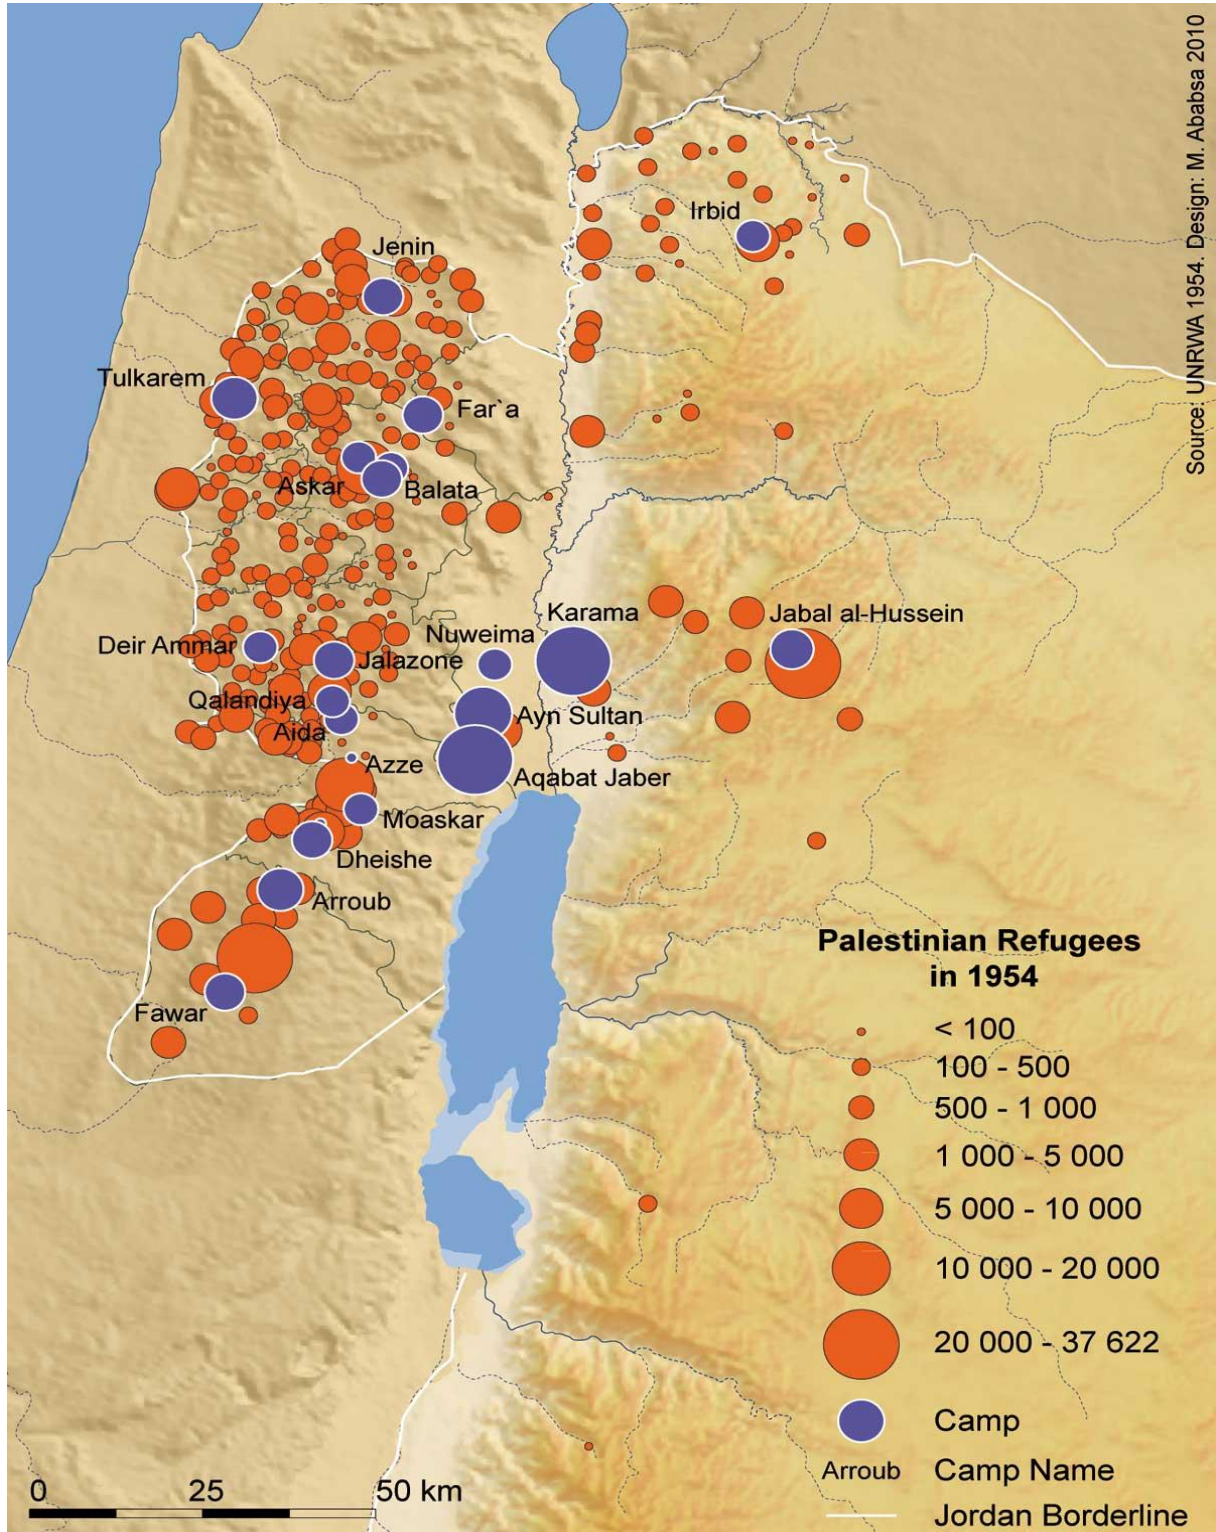 Source: UNRWA 1954. Design: M. Ababsa 2010
Irbid
Jenin
Tulkarem
Far`a
Askar
Balata
Karama
Jabal al-Hussein
Nuweima
Deir Ammar
Jalazone
Qalandiya
Ayn Sultan
Aida
Azze
Aqabat Jaber
Moaskar
Dheishe
Arroub
Fawar
Palestinian Refugees
in 1954
< 100
100 - 500
500 - 1 000
1 000 - 5 000
5 000 - 10 000
10 000 - 20 000
20 000 - 37 622
Camp
Arroub Camp Name
Jordan Borderline
0 25 50 km